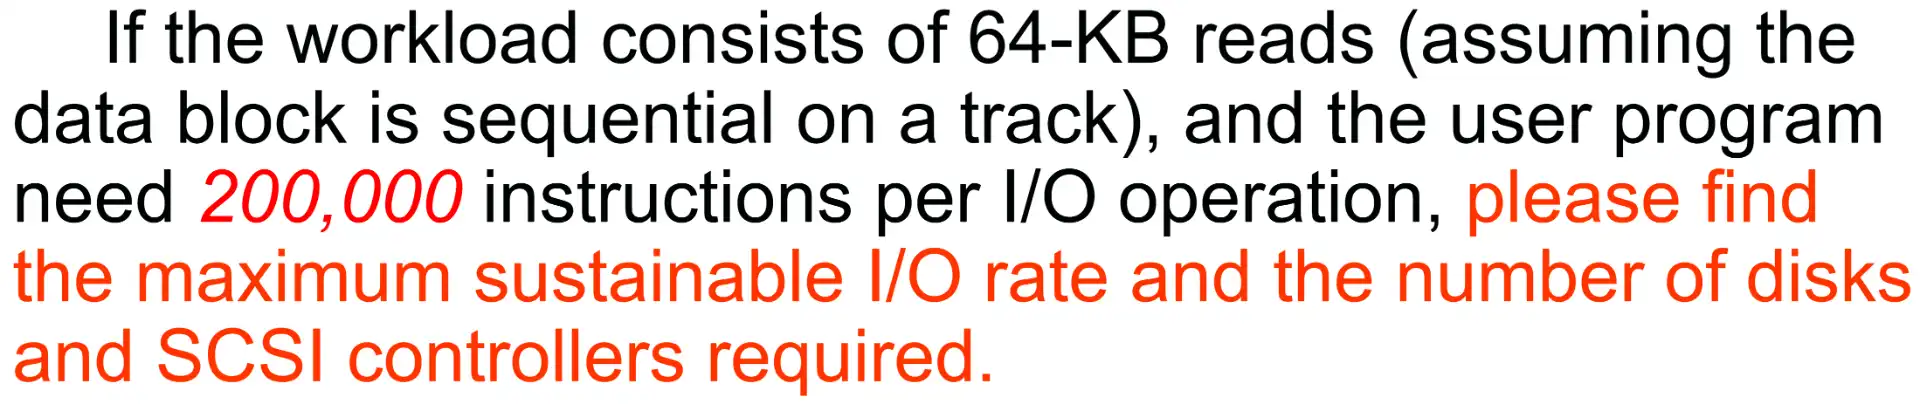 If the workload consists of 64-KB reads (assuming the
data block is sequential on a track), and the user program
need 200,000 instructions per I/O operation, please find
the maximum sustainable I/O rate and the number of disks
and SCSI controllers required.